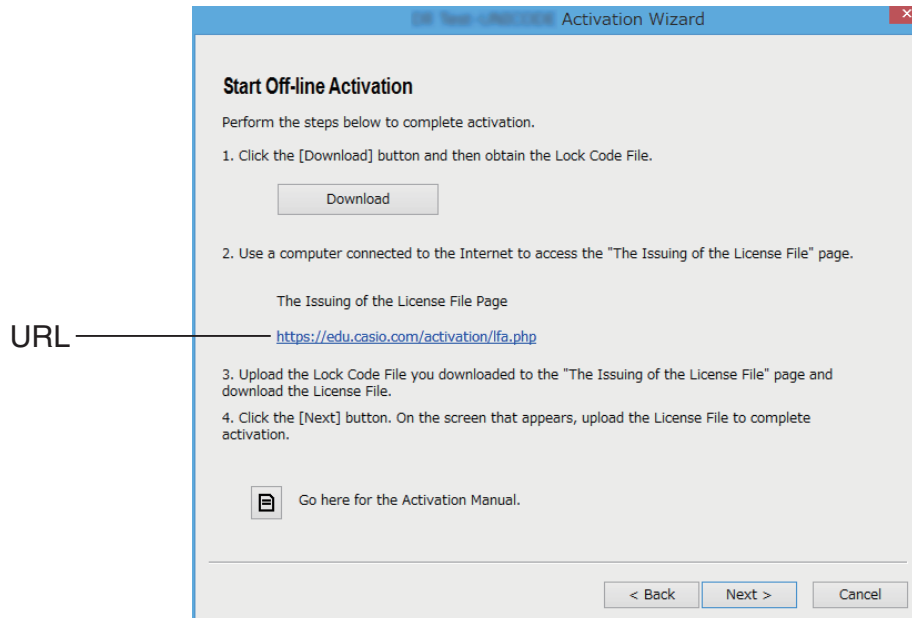 Activation Wizard
Start Off-line Activation
Perform the steps below to complete activation.
1. Click the [Download] button and then obtain the Lock Code File.
Download
2. Use a computer connected to the Internet to access the "The Issuing of the License File" page.
The Issuing of the License File Page
URL
https://edu.casio.com/activation/lfa.php
3. Upload the Lock Code File you downloaded to the "The Issuing of the License File" page and
download the License File.
4. Click the [Next] button. On the screen that appears, upload the License File to complete
activation.
Go here for the Activation Manual.
< Back
Next >
Cancel